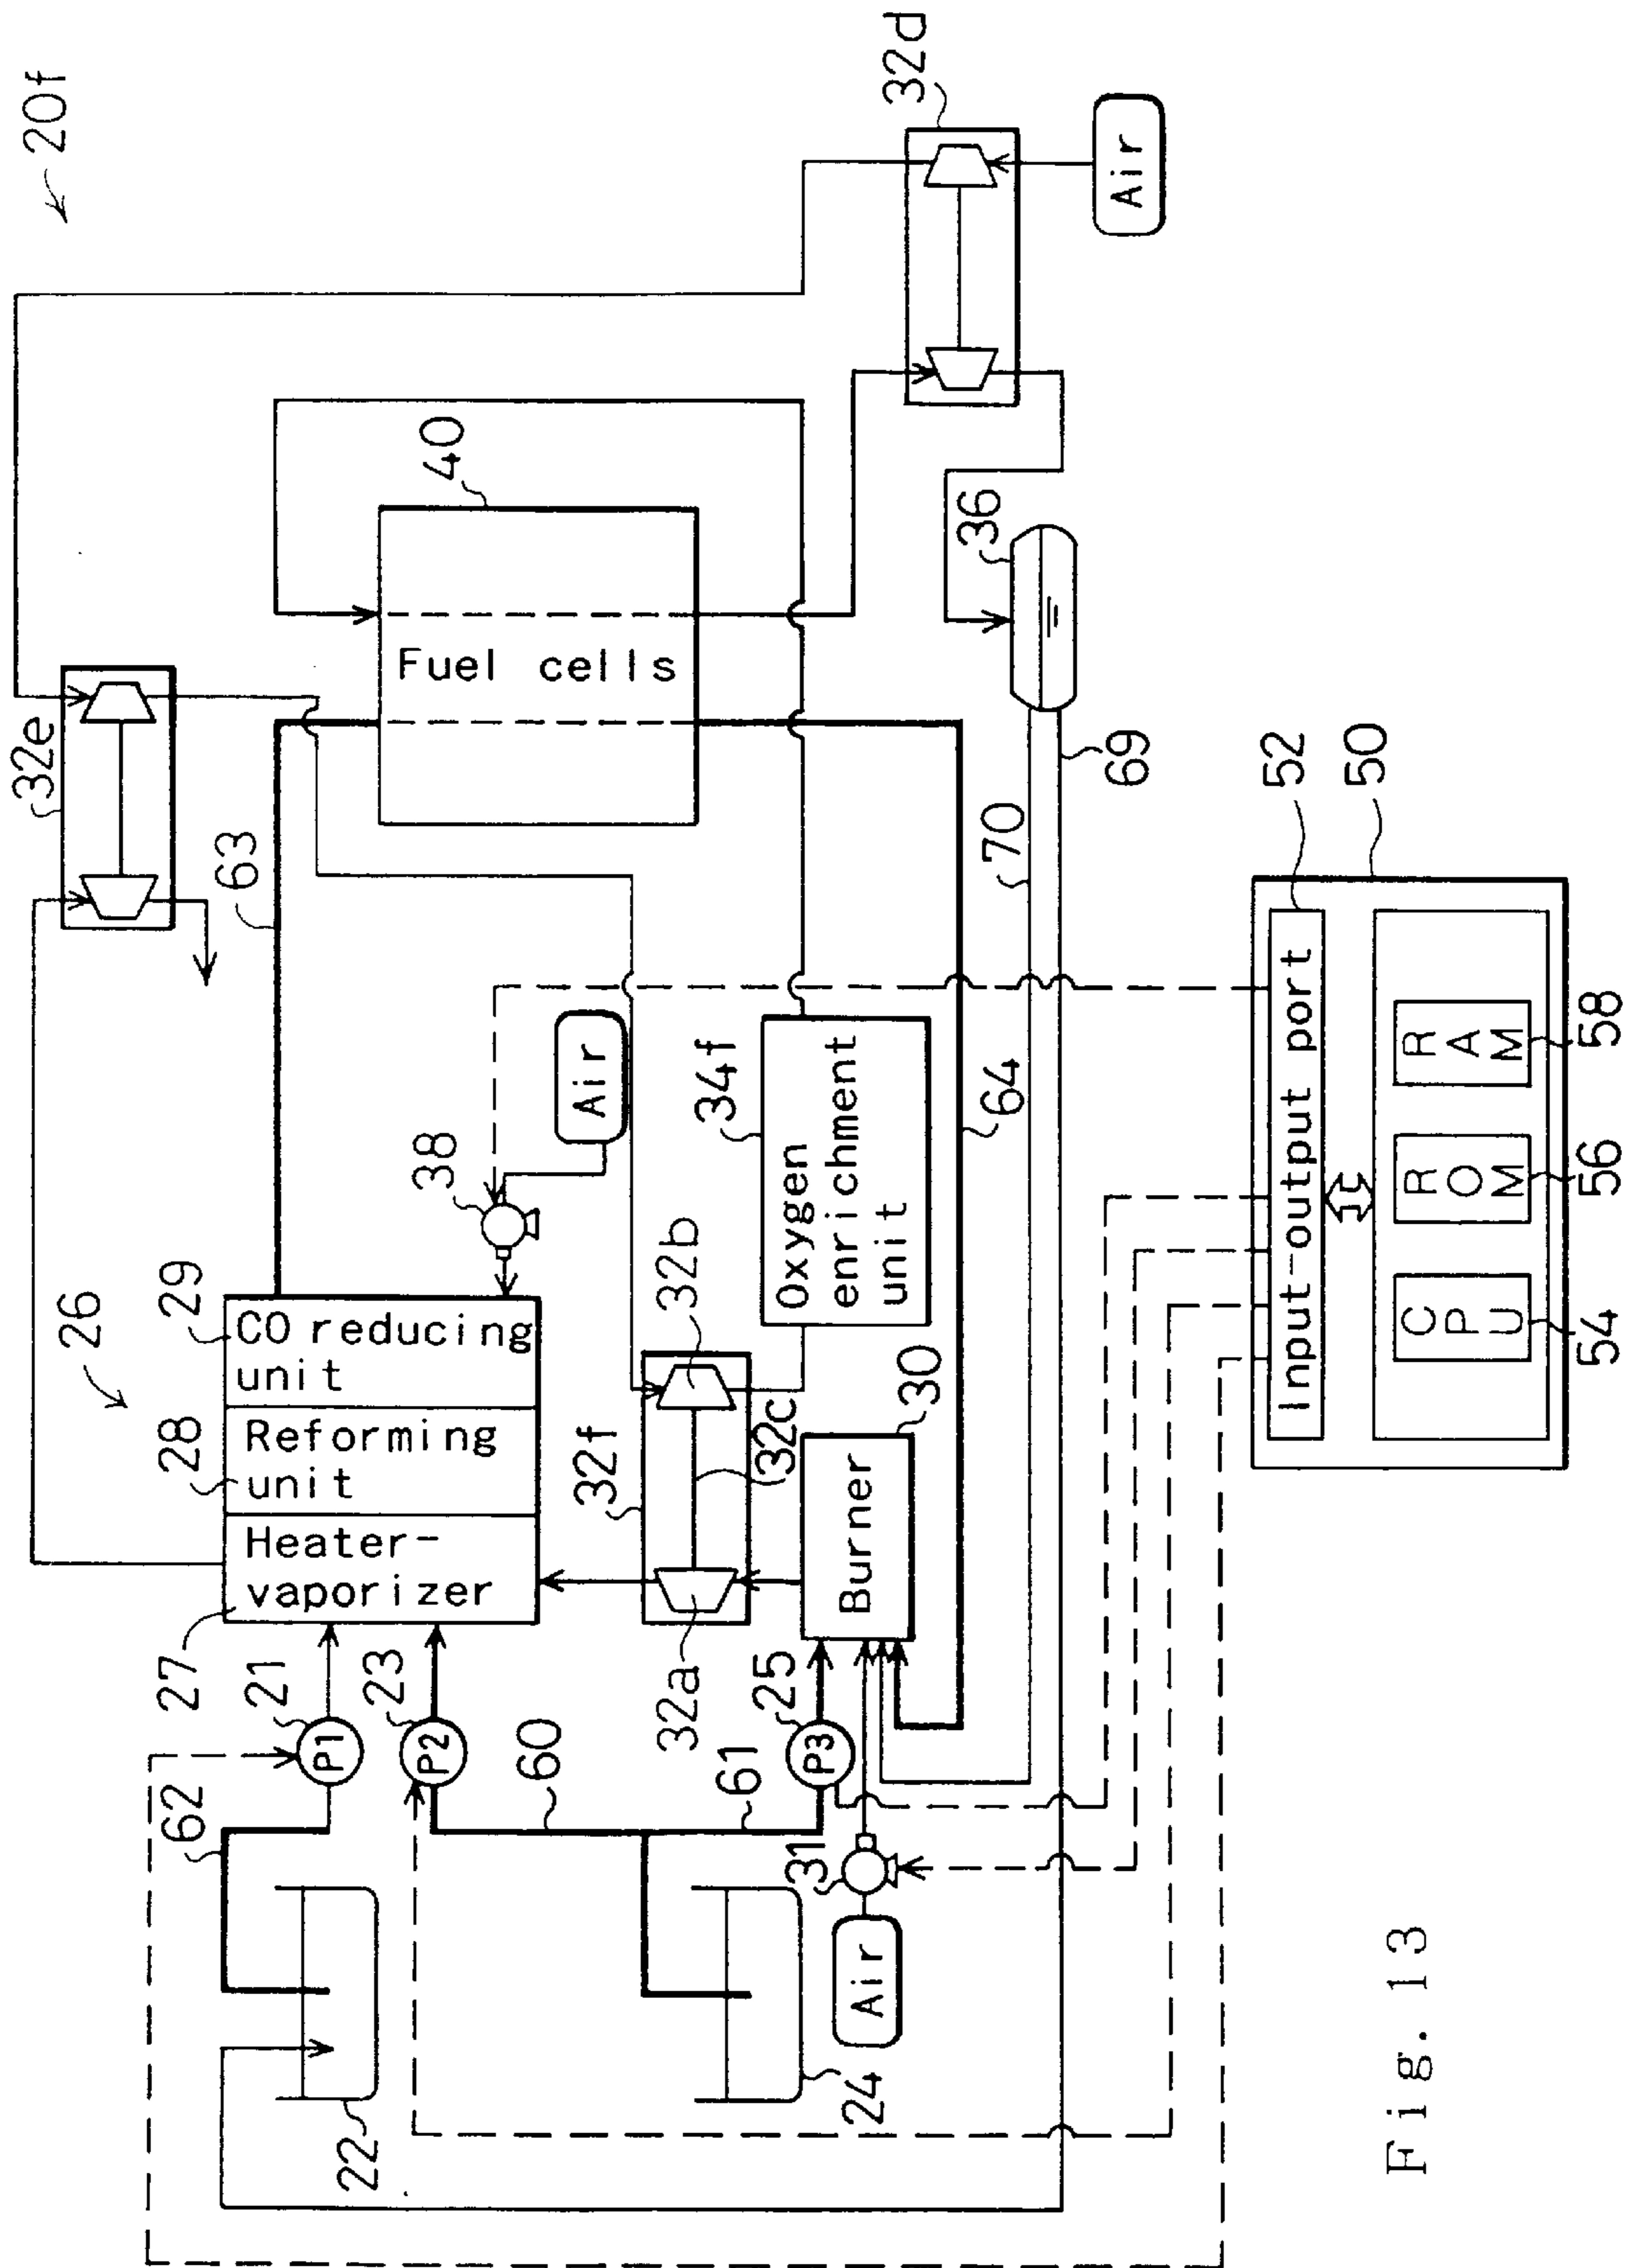 20f
32e
32d
Air
63
40
Fuel cells
36
26
27
28
29
Heater-
vaporizer
Reforming
unit
CO reducing
unit
38
Air
62
21
P1
23
P2
22
60
61
32f
32a
32b
32c
34f
Oxygen
enrichment
unit
24
25
P3
30
Burner
31
Air
64
70
69
52
50
Input-output port
CPU
ROM
RAM
54
56
58
Fig. 13